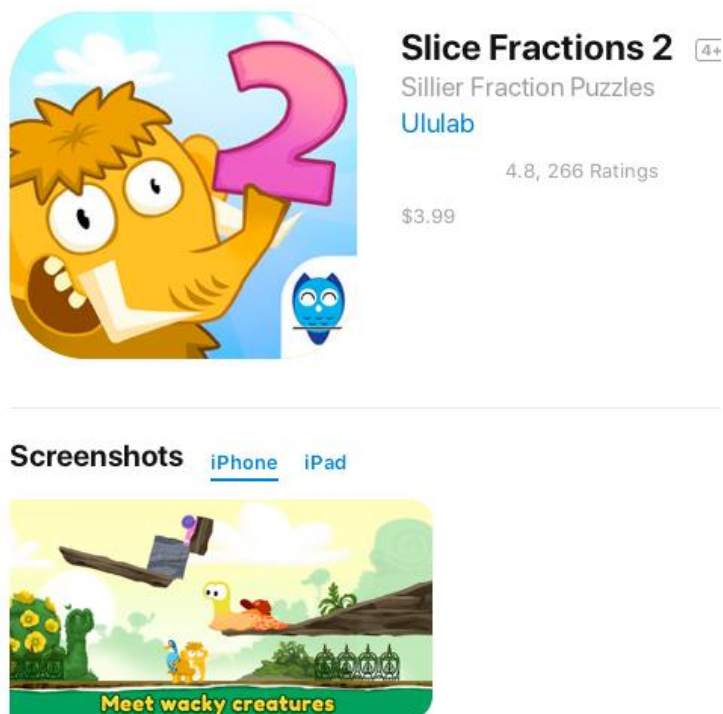 2
Slice Fractions 2 4+
Sillier Fraction Puzzles
Ululab
4.8, 266 Ratings
$3.99
Screenshots iPhone iPad
Meet wacky creatures